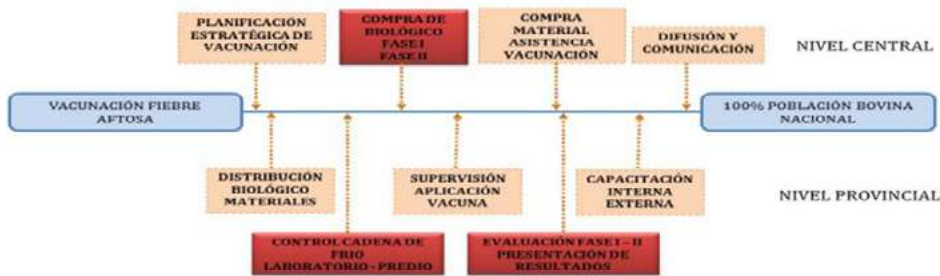 PLANIFICACIÓN
ESTRATÉGICA DE
VACUNACIÓN
COMPRA DE
BIOLÓGICO
FASE I
FASE II
COMPRA
MATERIAL
ASISTENCIA
VACUNACIÓN
DIFUSIÓN Y
COMUNICACIÓN
NIVEL CENTRAL
VACUNACIÓN FIEBRE
AFTOSA
100% POBLACIÓN BOVINA
NACIONAL
DISTRIBUCIÓN
BIOLÓGICO
MATERIALES
SUPERVISIÓN
APLICACIÓN
VACUNA
CAPACITACIÓN
INTERNA
EXTERNA
NIVEL PROVINCIAL
CONTROL CADENA DE
FRIO
LABORATORIO - PREDIO
EVALUACIÓN FASE I – II
PRESENTACIÓN DE
RESULTADOS